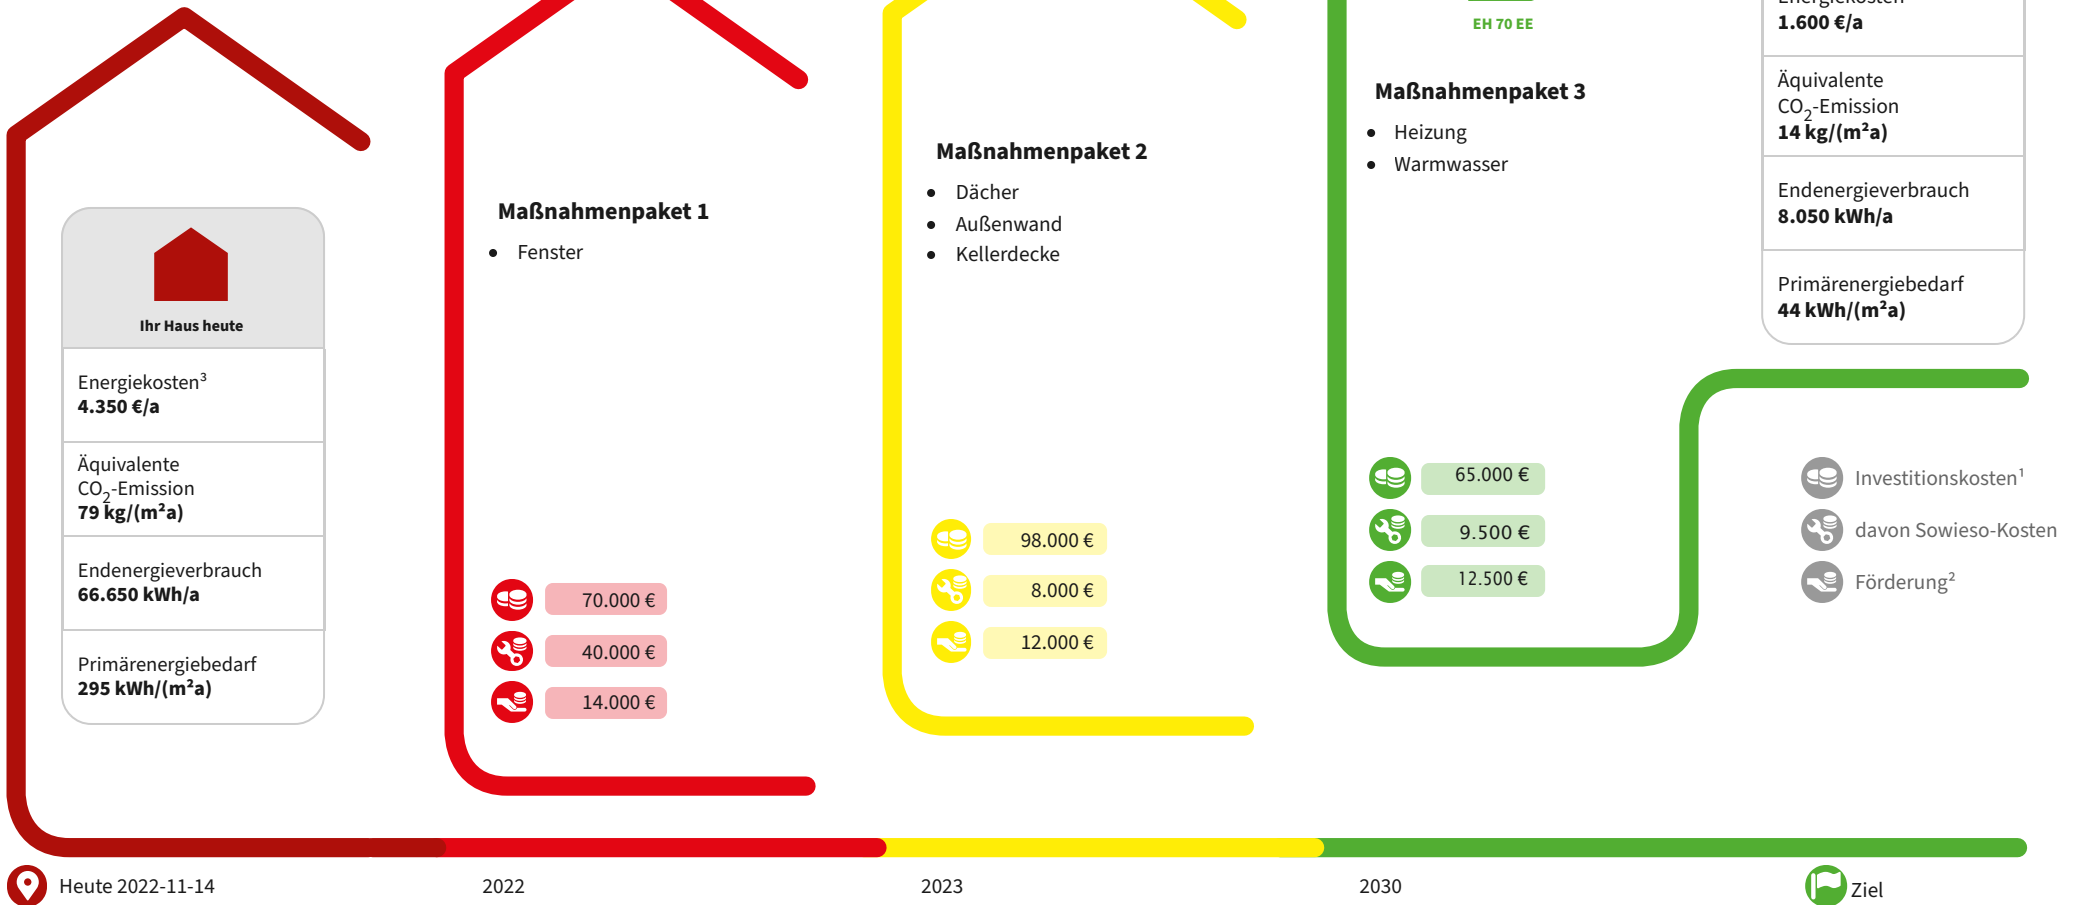 Ihr Haus heute
Energiekosten³
4.350 €/a
Äquivalente
CO₂-Emission
79 kg/(m²a)
Endenergieverbrauch
66.650 kWh/a
Primärenergiebedarf
295 kWh/(m²a)
Maßnahmenpaket 1
• Fenster
70.000 €
40.000 €
14.000 €
Maßnahmenpaket 2
• Dächer
• Außenwand
• Kellerdecke
98.000 €
8.000 €
12.000 €
EH 70 EE
Maßnahmenpaket 3
• Heizung
• Warmwasser
65.000 €
9.500 €
12.500 €
Energiekosten
1.600 €/a
Äquivalente
CO₂-Emission
14 kg/(m²a)
Endenergieverbrauch
8.050 kWh/a
Primärenergiebedarf
44 kWh/(m²a)
Investitionskosten¹
davon Sowieso-Kosten
Förderung²
Heute 2022-11-14
2022
2023
2030
Ziel